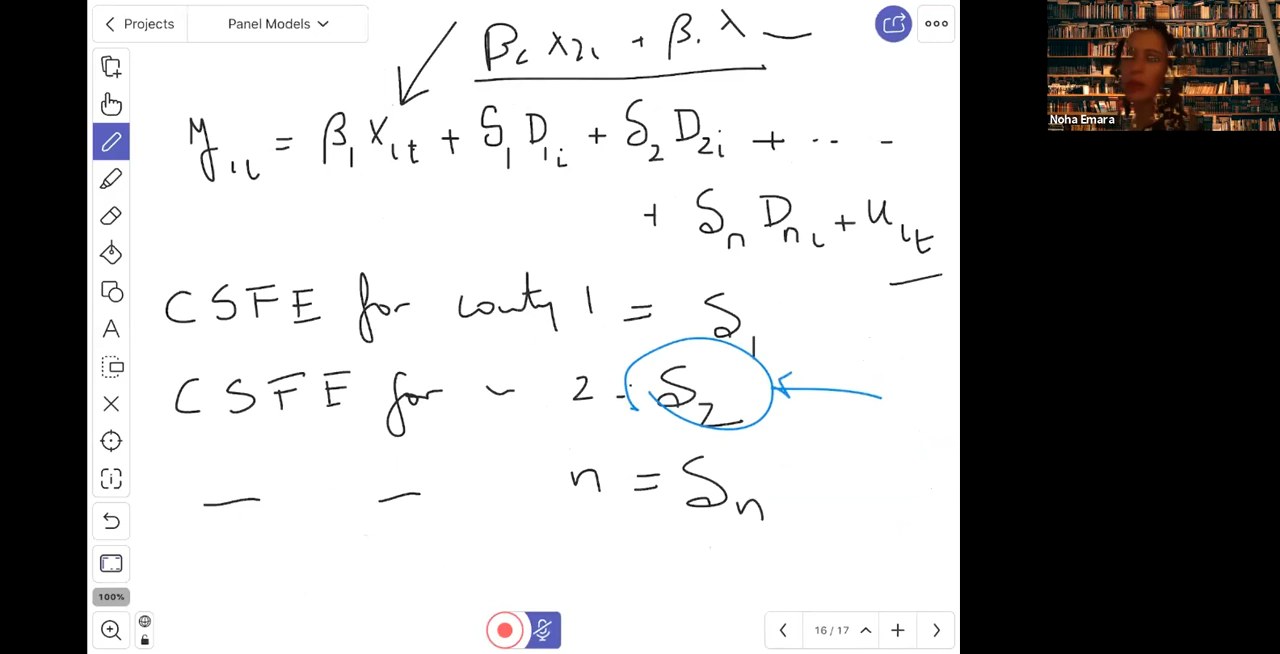 Projects
Panel Models
β₂ X₂ᵢ + β
Noha Emara
= β₁ X₁t + δ₁ D₁ᵢ + δ₂ D₂ᵢ + ·· -
+ δn Dnᵢ + uᵢt
CSFE for county 1 = δ₁
CSFE for ~ 2 = δ₂
— — n = δn
A
100%
16 / 17